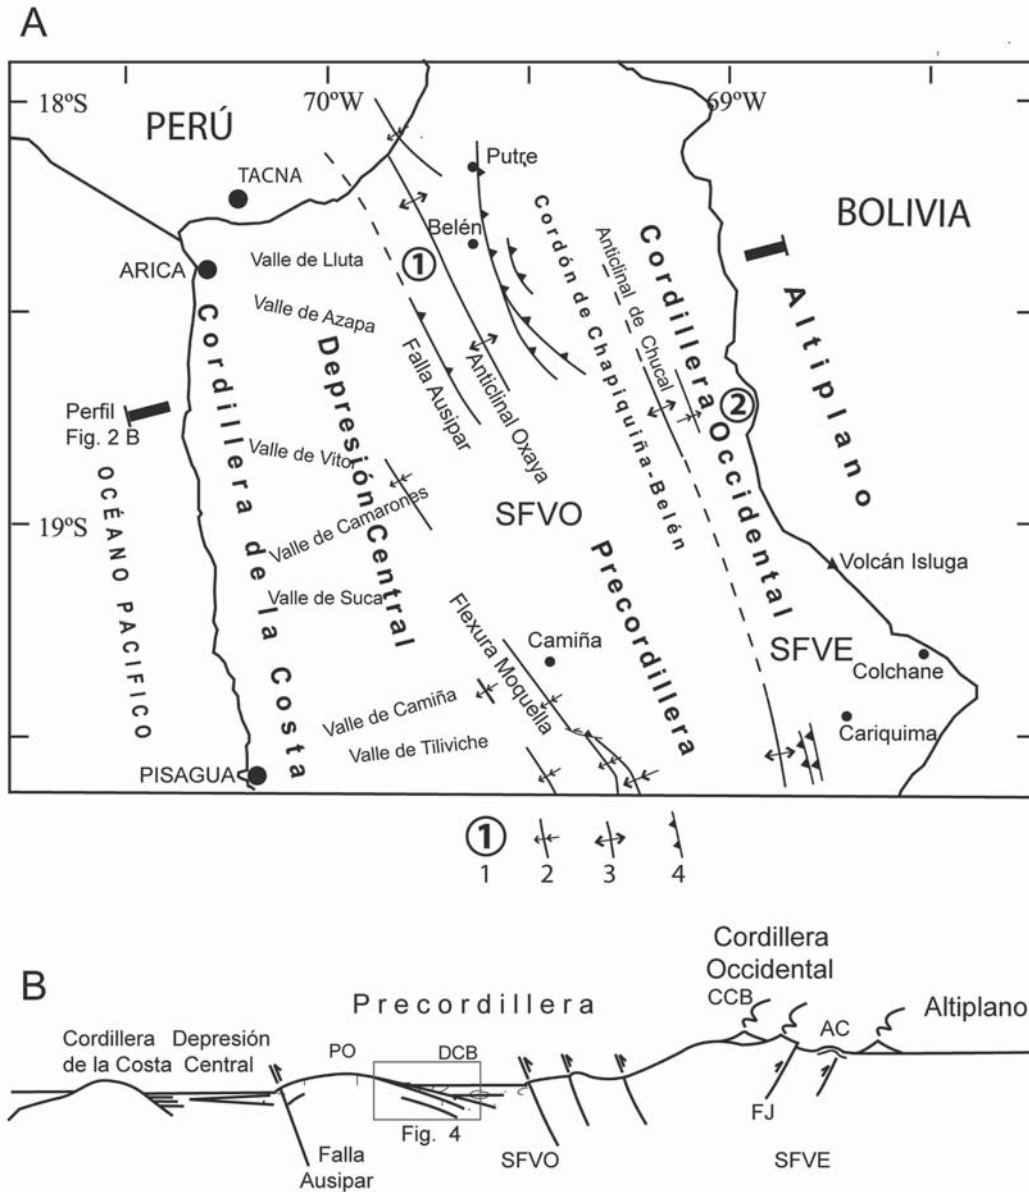 A
18ºS
70ºW
69ºW
PERÚ
TACNA
Putre
BOLIVIA
Belén
ARICA
Valle de Lluta
1
Valle de Azapa
Cordillera de la Costa
Depresión Central
Falla Ausipar
Anticlinal Oxaya
Cordón de Chapiquiña-Belén
Anticlinal de Chucal
Cordillera Occidental
2
Altiplano
Perfil
Fig. 2 B
OCÉANO PACIFICO
Valle de Vito
19ºS
Valle de Camarones
SFVO
Precordillera
Volcán Isluga
Valle de Suca
Flexura Moquella
Camiña
SFVE
Colchane
Valle de Camiña
Cariquima
Valle de Tiliviche
PISAGUA
1
1 2 3 4
B
Precordillera
Cordillera
Occidental
CCB
AC
Altiplano
Cordillera
de la Costa
Depresión
Central
PO
DCB
Fig. 4
FJ
Falla
Ausipar
SFVO
SFVE